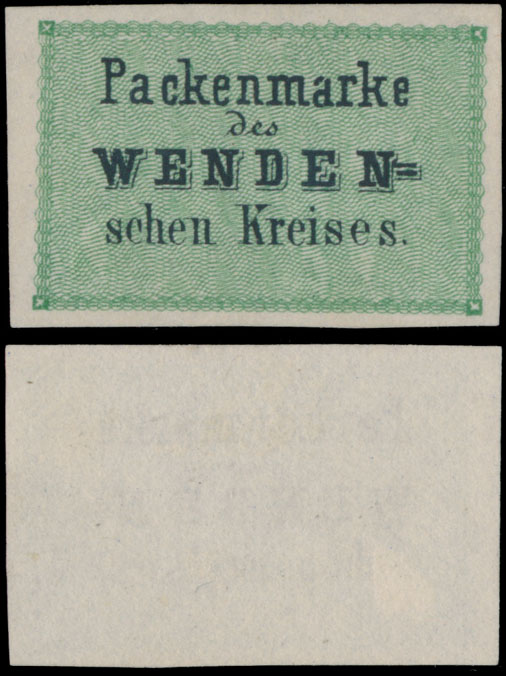 Packenmarke
des
WENDEN=
schen Kreises.